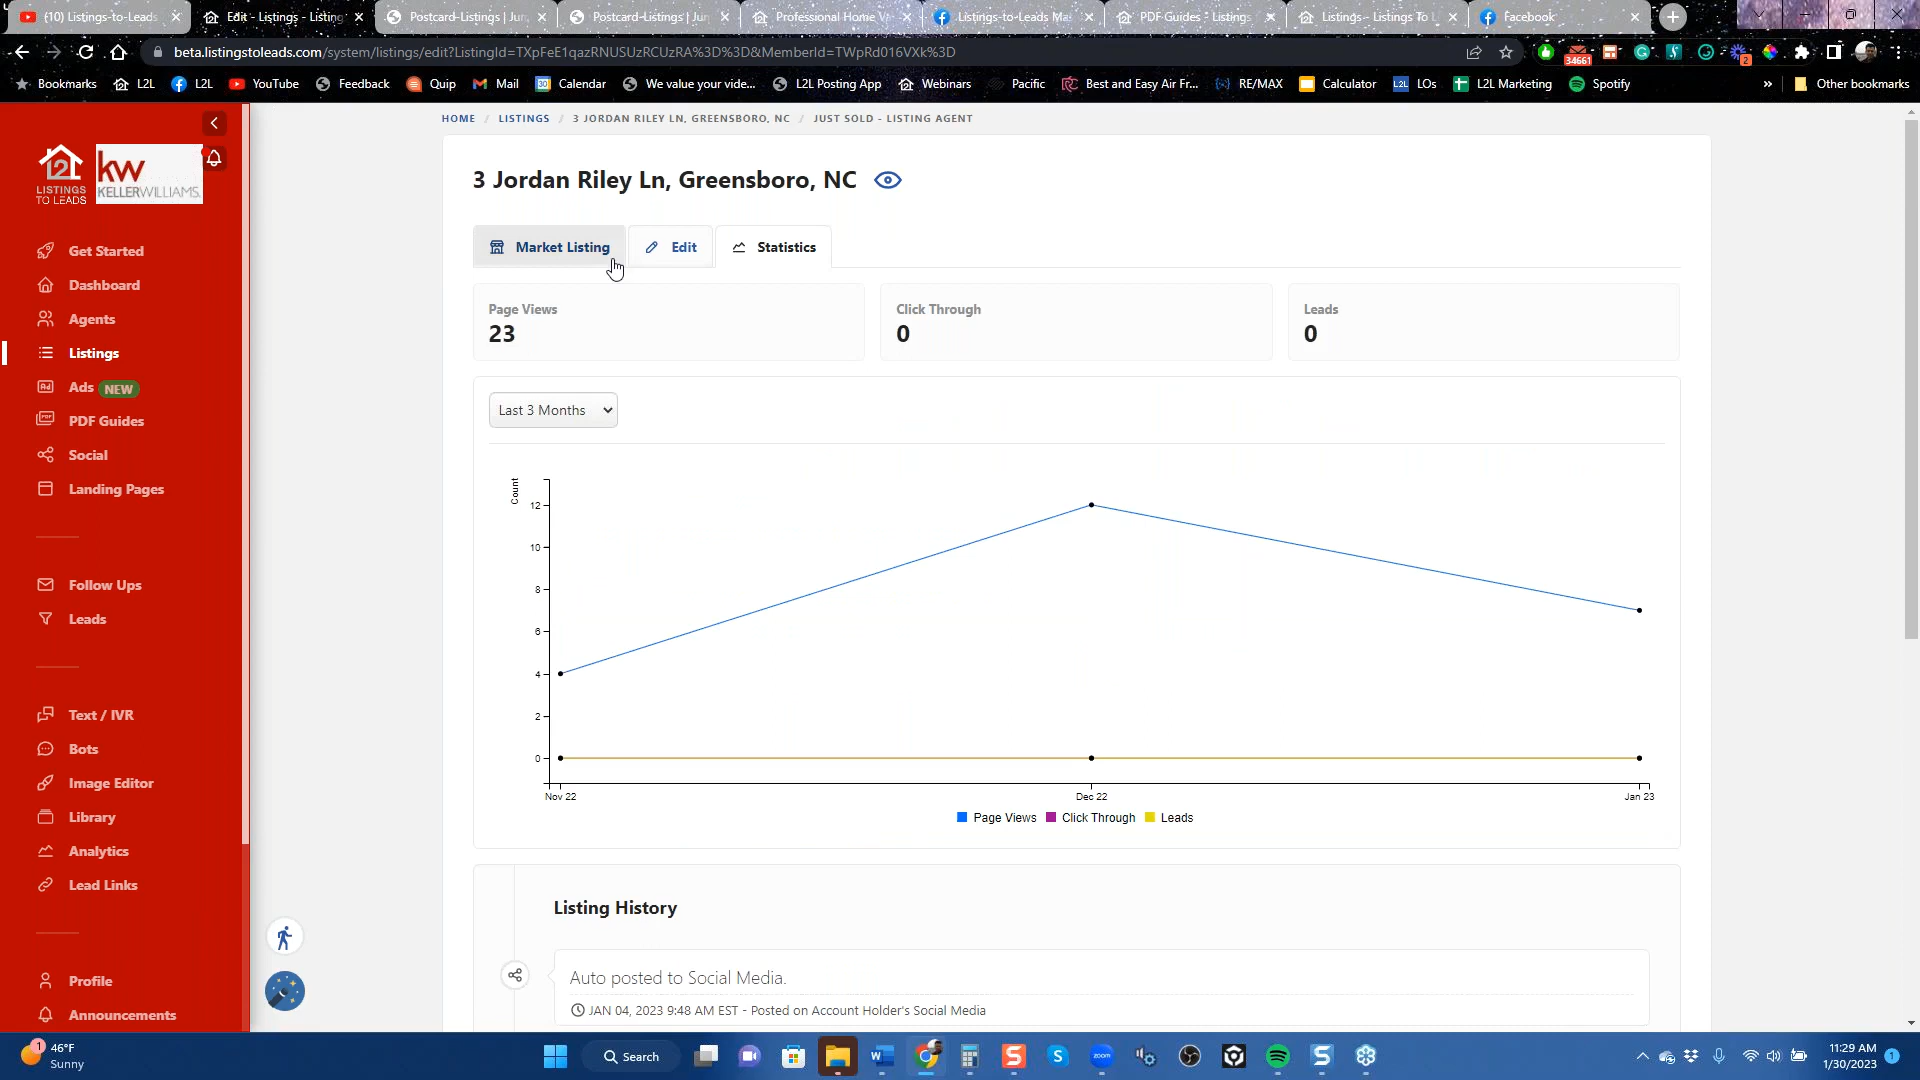 (10) Listings-to-Leads
Edit - Listings - Listing
Postcard-Listings | Jun
Postcard-Listings | Jun
Professional Home Va
Listings-to-Leads Ma
PDF Guides - Listings
Listings - Listings To L
Facebook
beta.listingstoleads.com/system/listings/edit?ListingId=TXpFeE1qazRNUSUzRCUzRA%3D%3D&MemberId=TWpRd016VXk%3D
34661
2
Bookmarks
L2L
L2L
YouTube
Feedback
Quip
Mail
Calendar
We value your vide...
L2L Posting App
Webinars
Pacific
Best and Easy Air Fr...
RE/MAX
Calculator
LOs
L2L Marketing
Spotify
Other bookmarks
LISTINGS
TO LEADS
kw
KELLERWILLIAMS.
Get Started
Dashboard
Agents
Listings
Ads NEW
PDF Guides
Social
Landing Pages
Follow Ups
Leads
Text / IVR
Bots
Image Editor
Library
Analytics
Lead Links
Profile
Announcements
HOME / LISTINGS / 3 JORDAN RILEY LN, GREENSBORO, NC / JUST SOLD - LISTING AGENT
3 Jordan Riley Ln, Greensboro, NC
Market Listing
Edit
Statistics
Page Views
23
Click Through
0
Leads
0
Last 3 Months
Count
12
10
8
6
4
2
0
Nov 22
Dec 22
Jan 23
Page Views
Click Through
Leads
Listing History
Auto posted to Social Media.
JAN 04, 2023 9:48 AM EST - Posted on Account Holder's Social Media
1
46°F
Sunny
Search
zoom
11:29 AM
1/30/2023
1